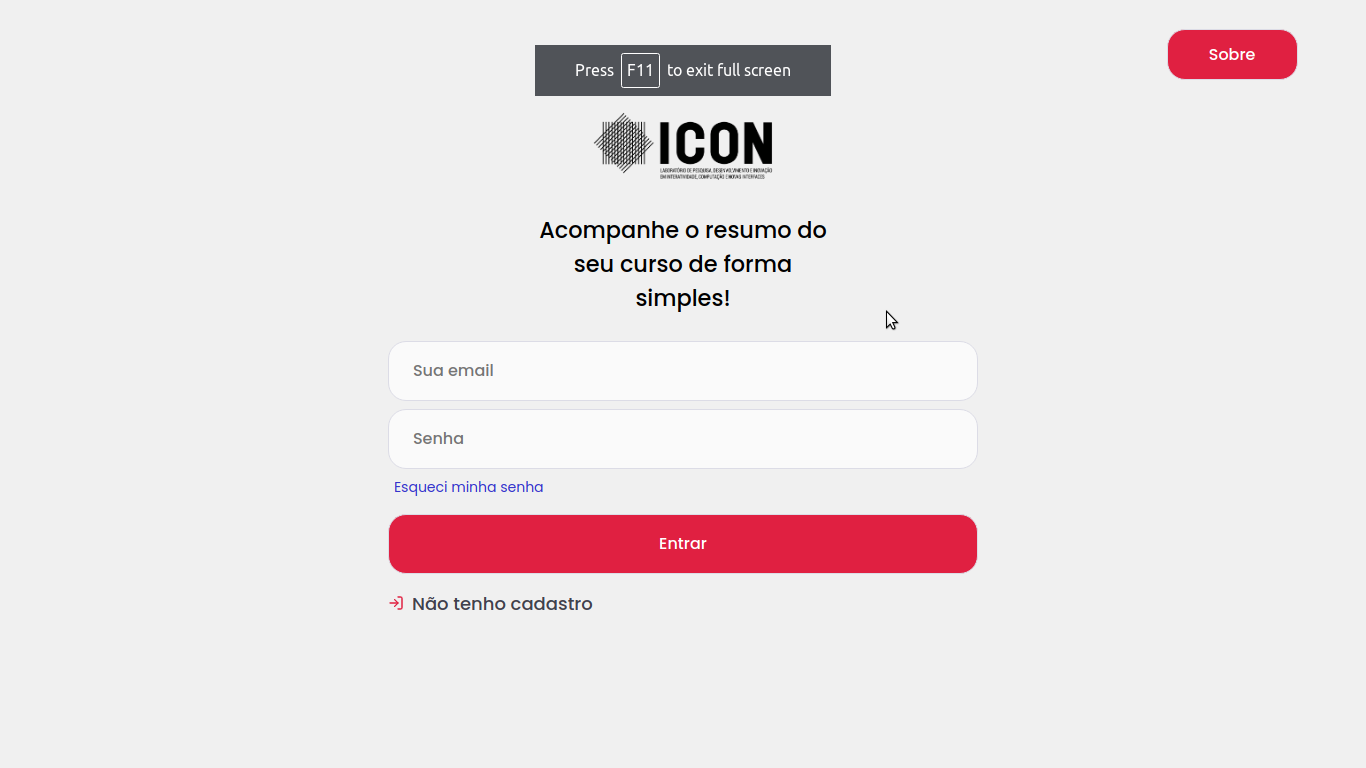 Sobre
Press F11 to exit full screen
ICON
LABORATÓRIO DE PESQUISA, DESENVOLVIMENTO E INOVAÇÃO
EM INTERATIVIDADE, COMPUTAÇÃO E NOVAS INTERFACES
Acompanhe o resumo do
seu curso de forma
simples!
Sua email
Senha
Esqueci minha senha
Entrar
Não tenho cadastro